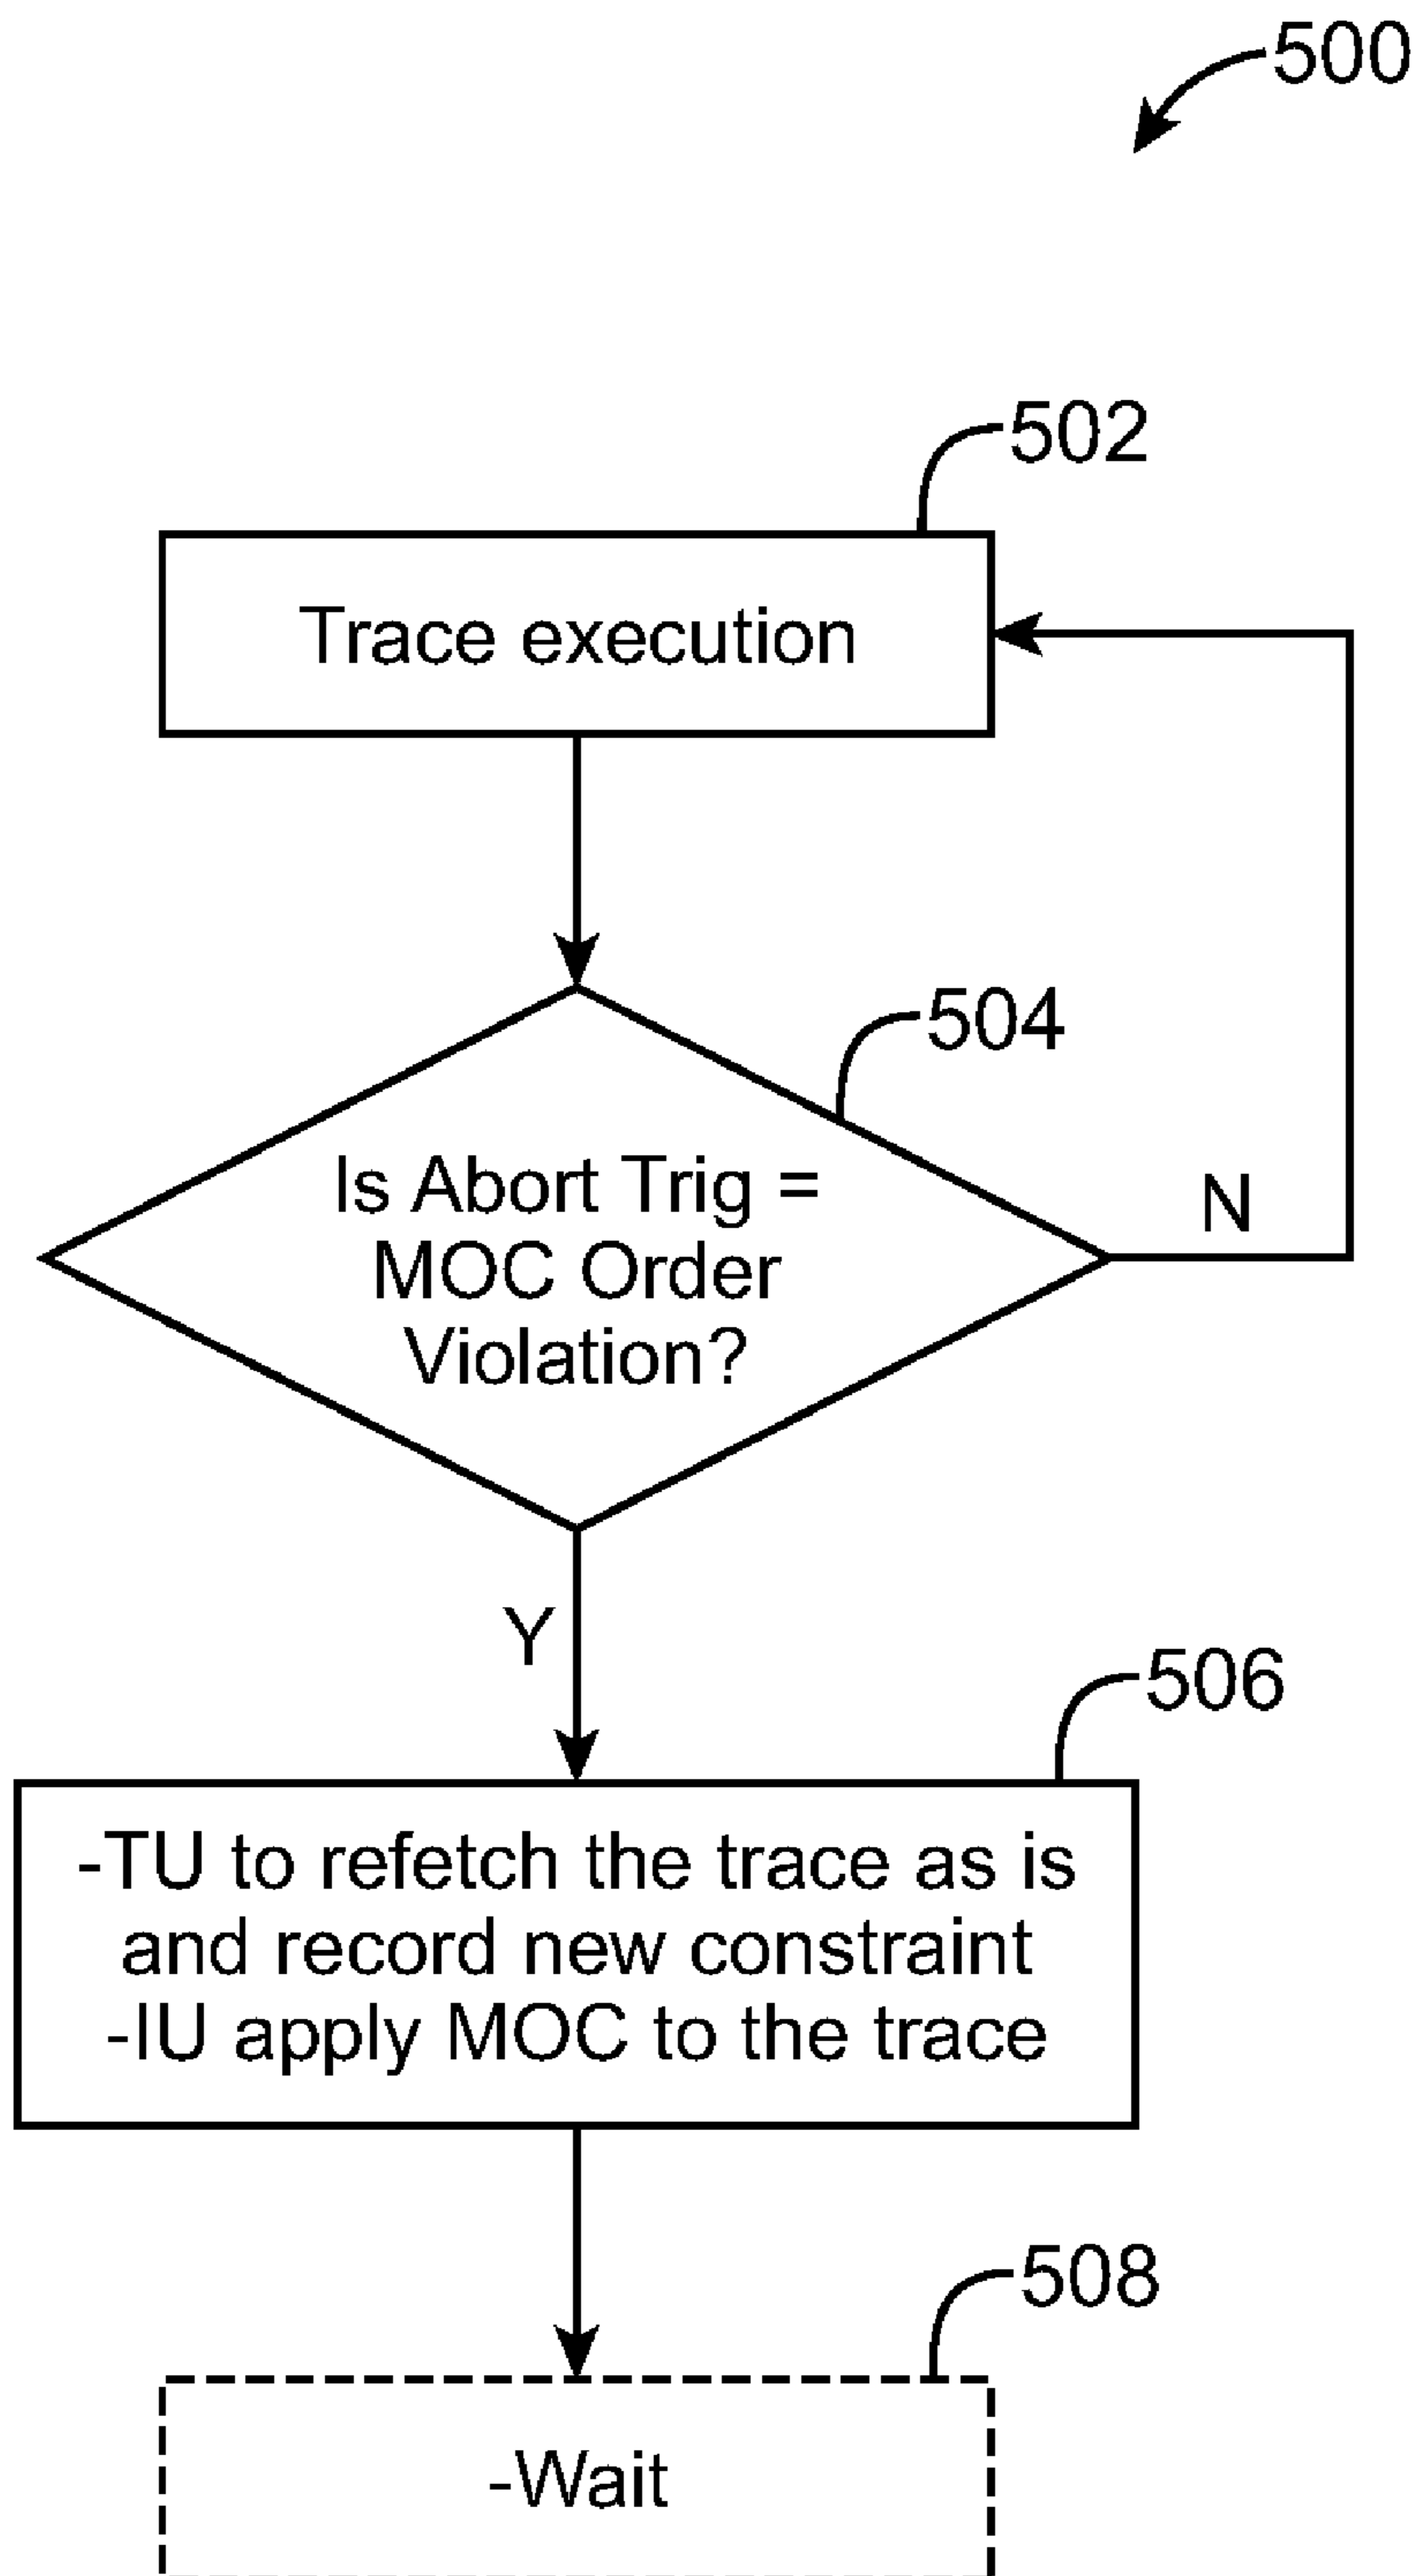 500
502
Trace execution
504
Is Abort Trig =
MOC Order
Violation?
N
Y
506
-TU to refetch the trace as is
and record new constraint
-IU apply MOC to the trace
508
-Wait